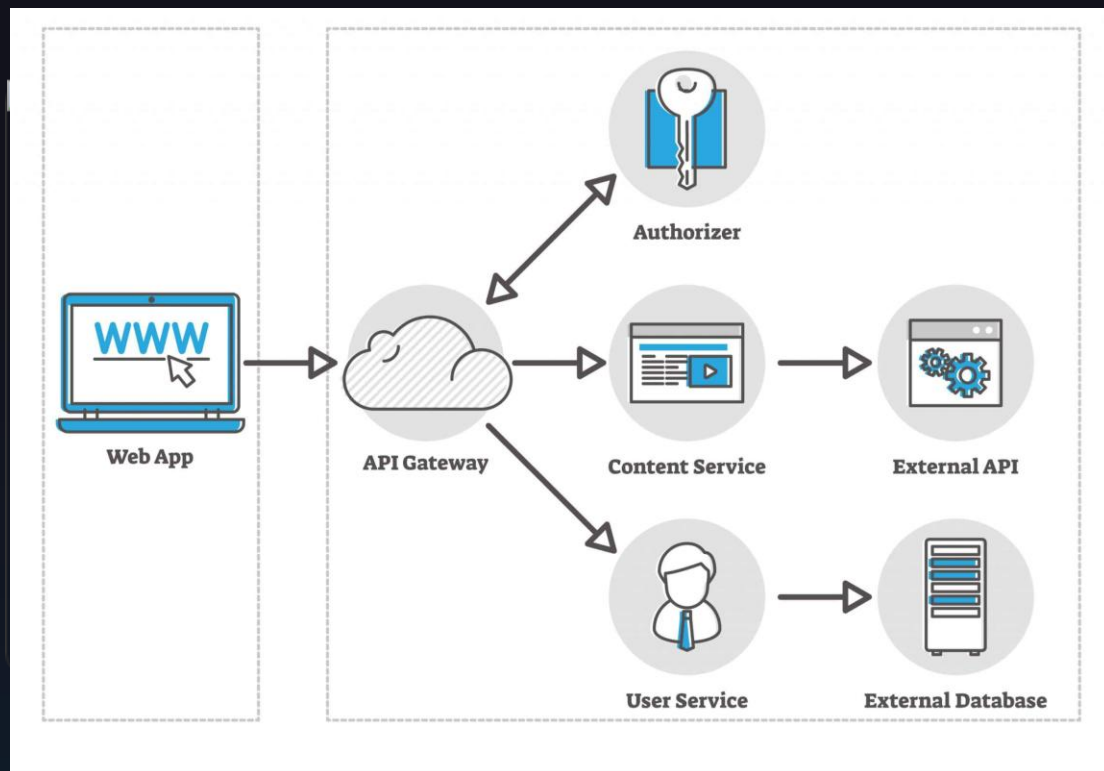 Authorizer
WWW
Web App
API Gateway
Content Service
External API
User Service
External Database